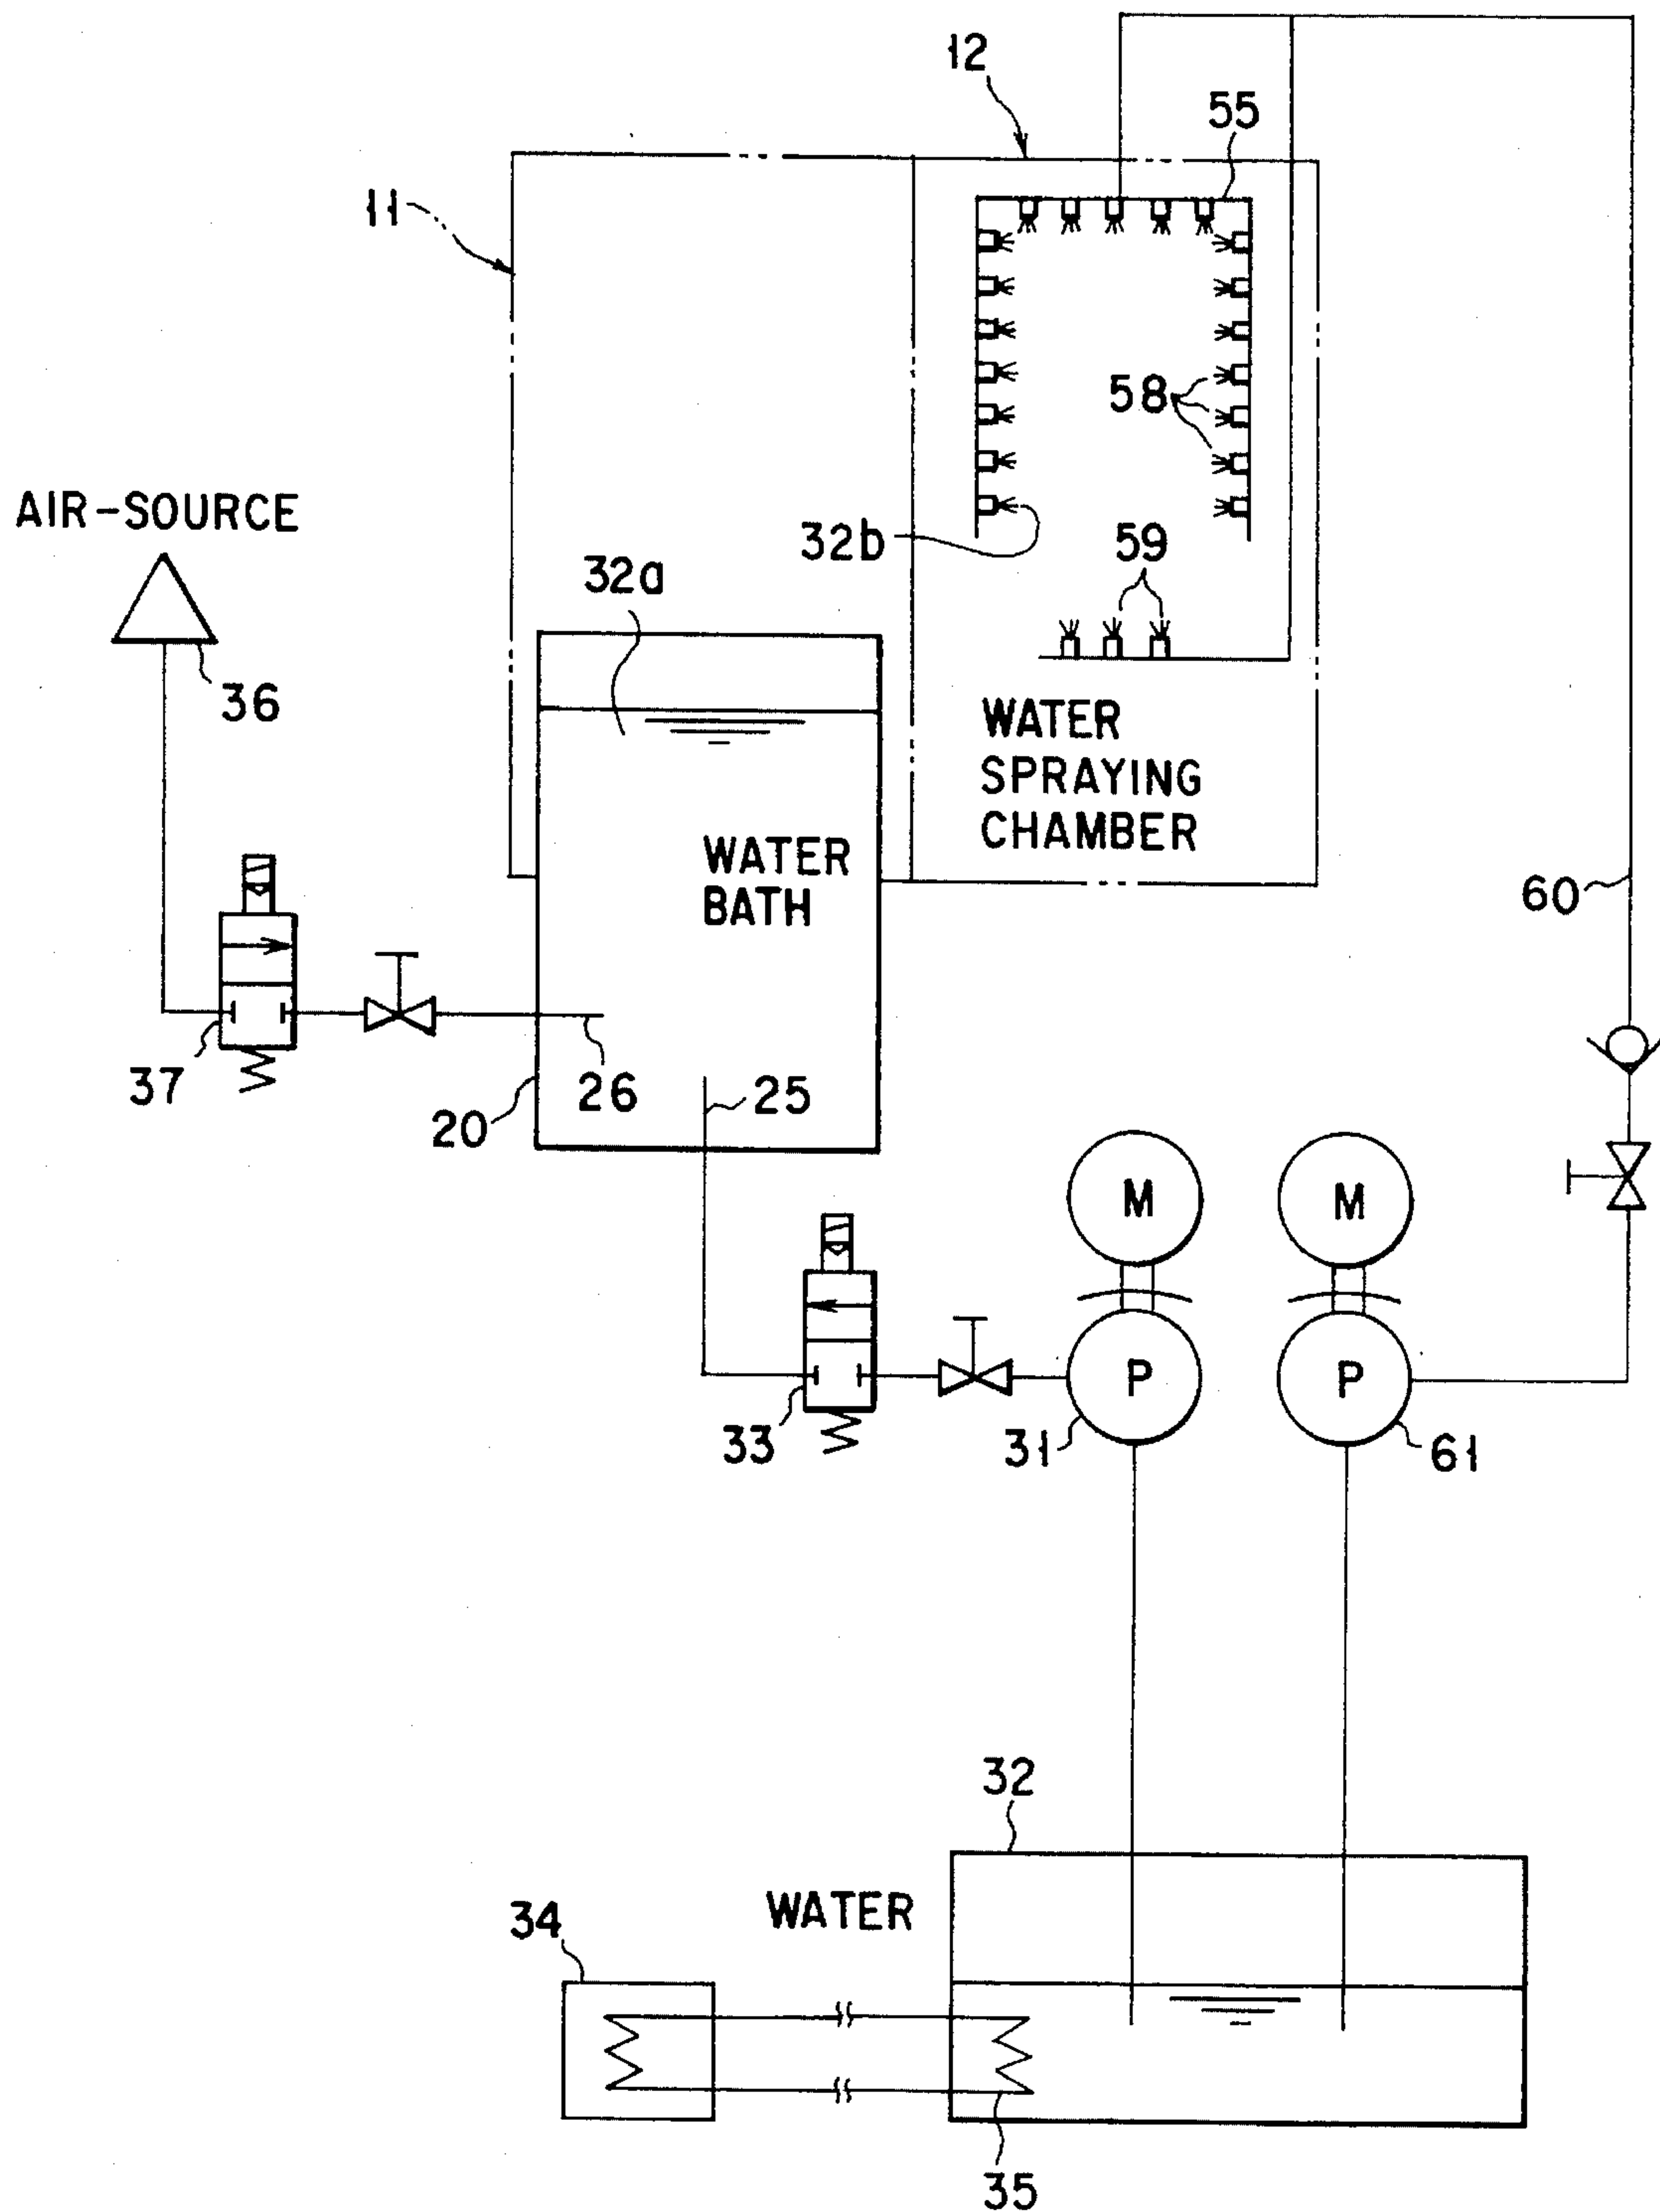 12
55
11
58
AIR-SOURCE
32b
59
32a
36
WATER
SPRAYING
CHAMBER
WATER
BATH
60
37
26
25
20
M
M
P
P
33
31
61
32
WATER
34
35